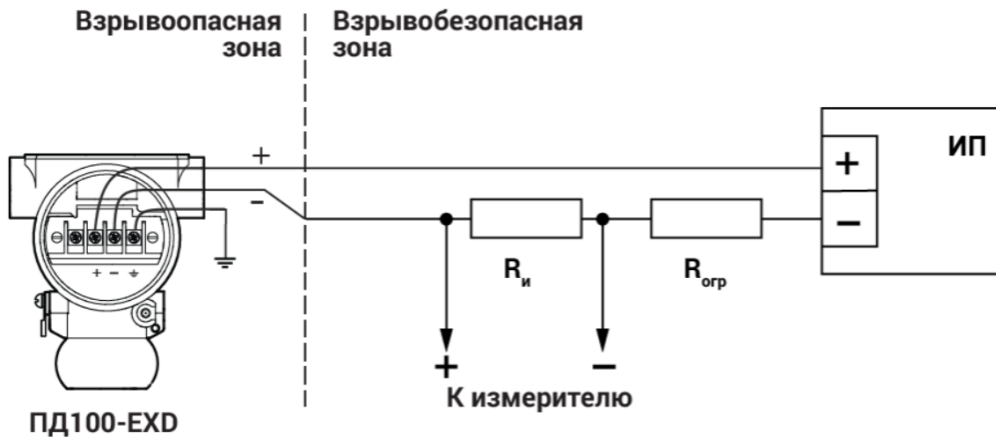 Взрывоопасная
зона
Взрывобезопасная
зона
+
−
+
−
ИП
+ − ⏚
Rи
Rогр
+
−
К измерителю
ПД100-EXD